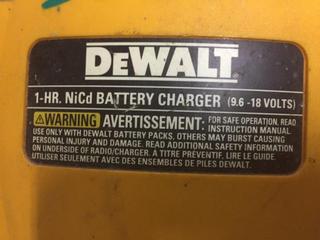 DEWALT
1-HR. NiCd BATTERY CHARGER (9.6-18 VOLTS)
WARNING AVERTISSEMENT: FOR SAFE OPERATION, READ INSTRUCTION MANUAL.
USE ONLY WITH DEWALT BATTERY PACKS, OTHERS MAY BURST CAUSING
PERSONAL INJURY AND DAMAGE. READ ADDITIONAL SAFETY INFORMATION
ON UNDERSIDE OF RADIO/CHARGER. À TITRE PRÉVENTIF, LIRE LE GUIDE.
UTILISER SEULEMENT AVEC DES ENSEMBLES DE PILES DEWALT.